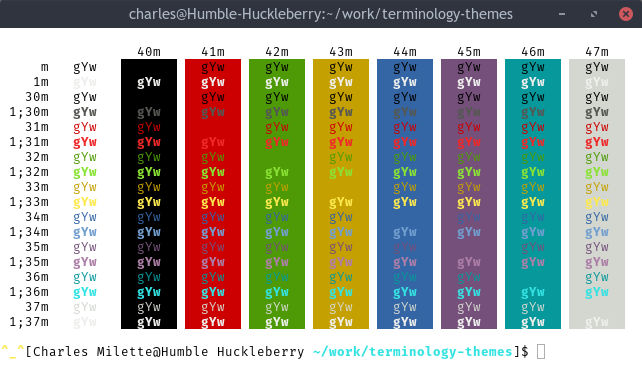 charles@Humble-Huckleberry:~/work/terminology-themes
40m 41m 42m 43m 44m 45m 46m 47m
m gYw gYw gYw gYw gYw gYw gYw gYw
1m gYw gYw gYw gYw gYw gYw gYw gYw gYw
30m gYw gYw gYw gYw gYw gYw gYw gYw
1;30m gYw gYw gYw gYw gYw gYw gYw gYw gYw
31m gYw gYw gYw gYw gYw gYw gYw gYw
1;31m gYw gYw gYw gYw gYw gYw gYw gYw gYw
32m gYw gYw gYw gYw gYw gYw gYw gYw
1;32m gYw gYw gYw gYw gYw gYw gYw gYw gYw
33m gYw gYw gYw gYw gYw gYw gYw gYw
1;33m gYw gYw gYw gYw gYw gYw gYw gYw gYw
34m gYw gYw gYw gYw gYw gYw gYw gYw
1;34m gYw gYw gYw gYw gYw gYw gYw gYw gYw
35m gYw gYw gYw gYw gYw gYw gYw gYw
1;35m gYw gYw gYw gYw gYw gYw gYw gYw gYw
36m gYw gYw gYw gYw gYw gYw gYw gYw
1;36m gYw gYw gYw gYw gYw gYw gYw gYw gYw
37m gYw gYw gYw gYw gYw gYw gYw gYw
1;37m gYw gYw gYw gYw gYw gYw gYw gYw gYw
^_^[Charles Milette@Humble Huckleberry ~/work/terminology-themes]$